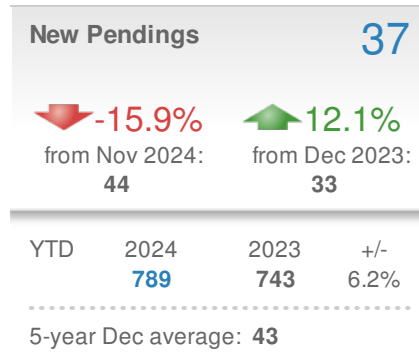 New Pendings 37
-15.9% 12.1%
from Nov 2024: from Dec 2023:
44 33
YTD 2024 2023 +/-
789 743 6.2%
5-year Dec average: 43